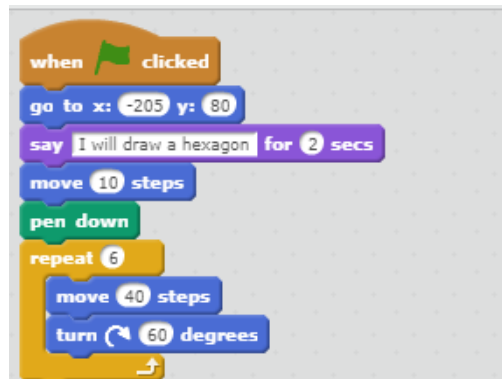 when clicked
go to x: -205 y: 80
say I will draw a hexagon for 2 secs
move 10 steps
pen down
repeat 6
move 40 steps
turn 60 degrees